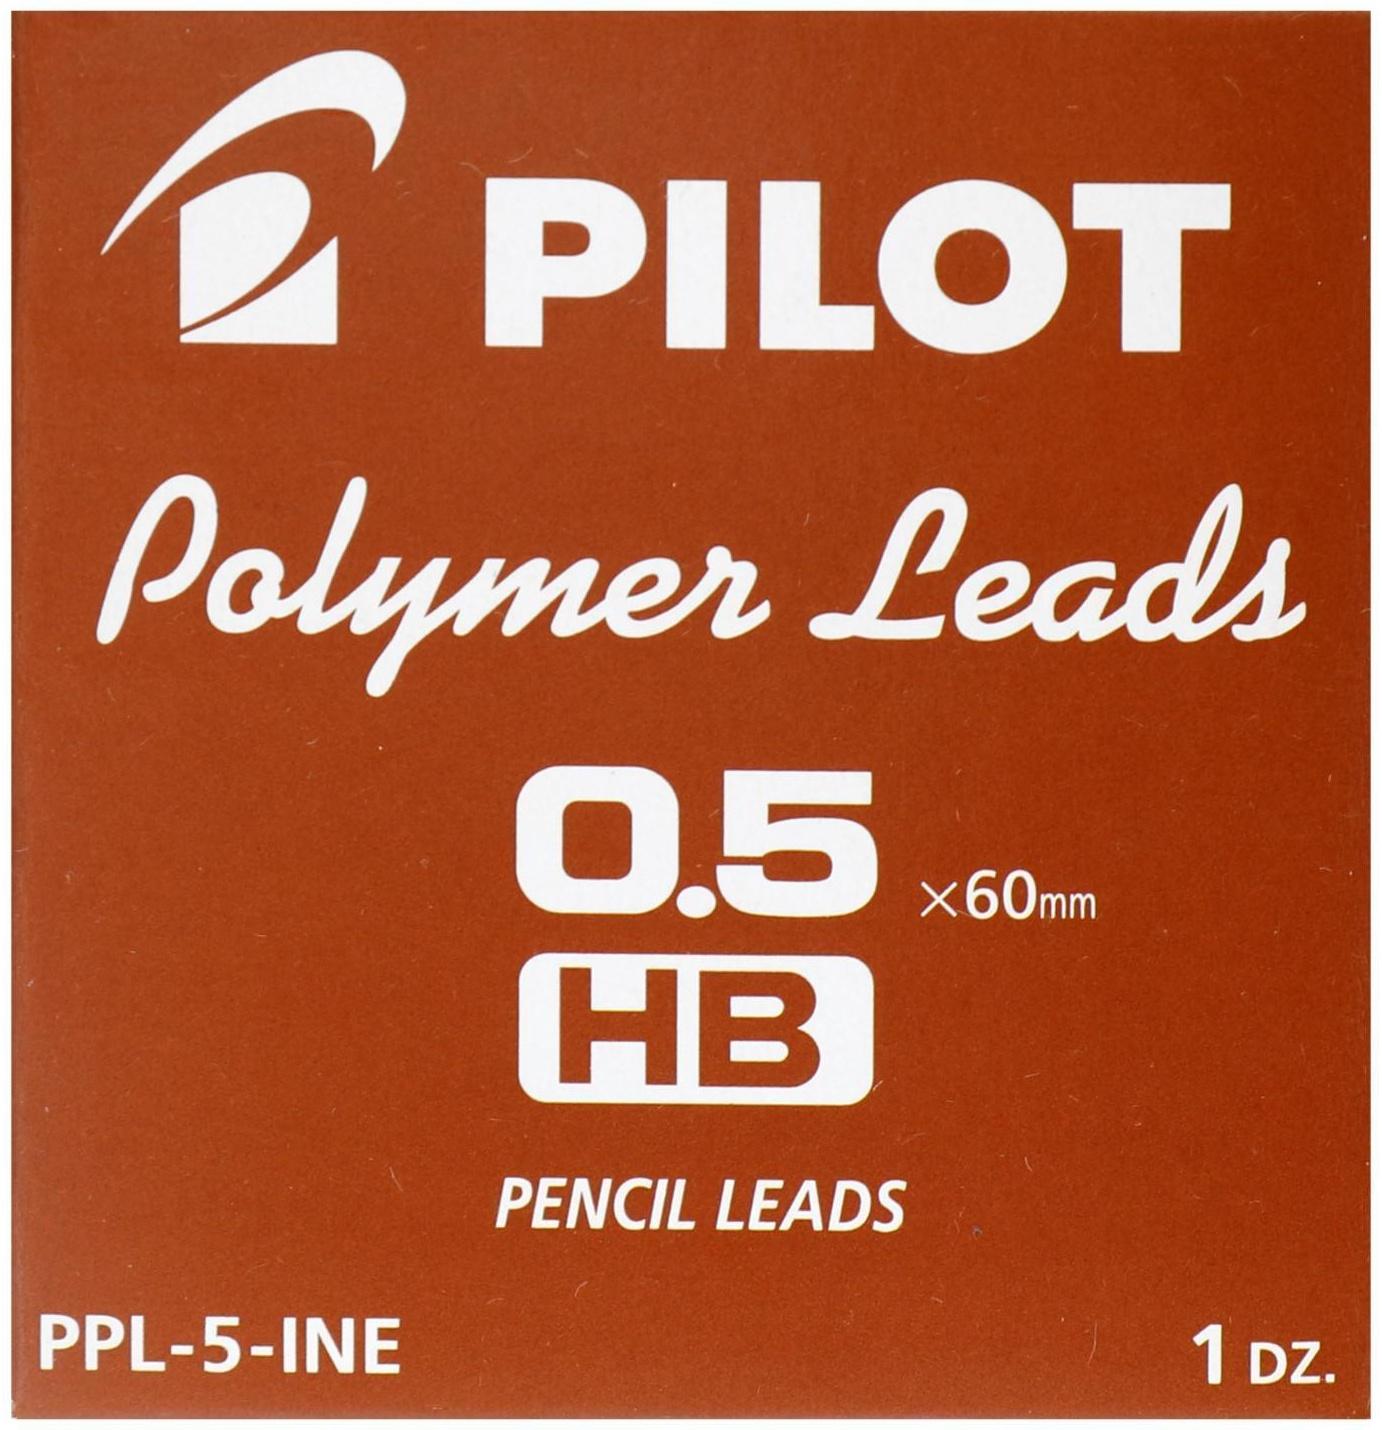 PILOT
Polymer Leads
0.5 ×60mm
HB
PENCIL LEADS
PPL-5-INE 1 DZ.